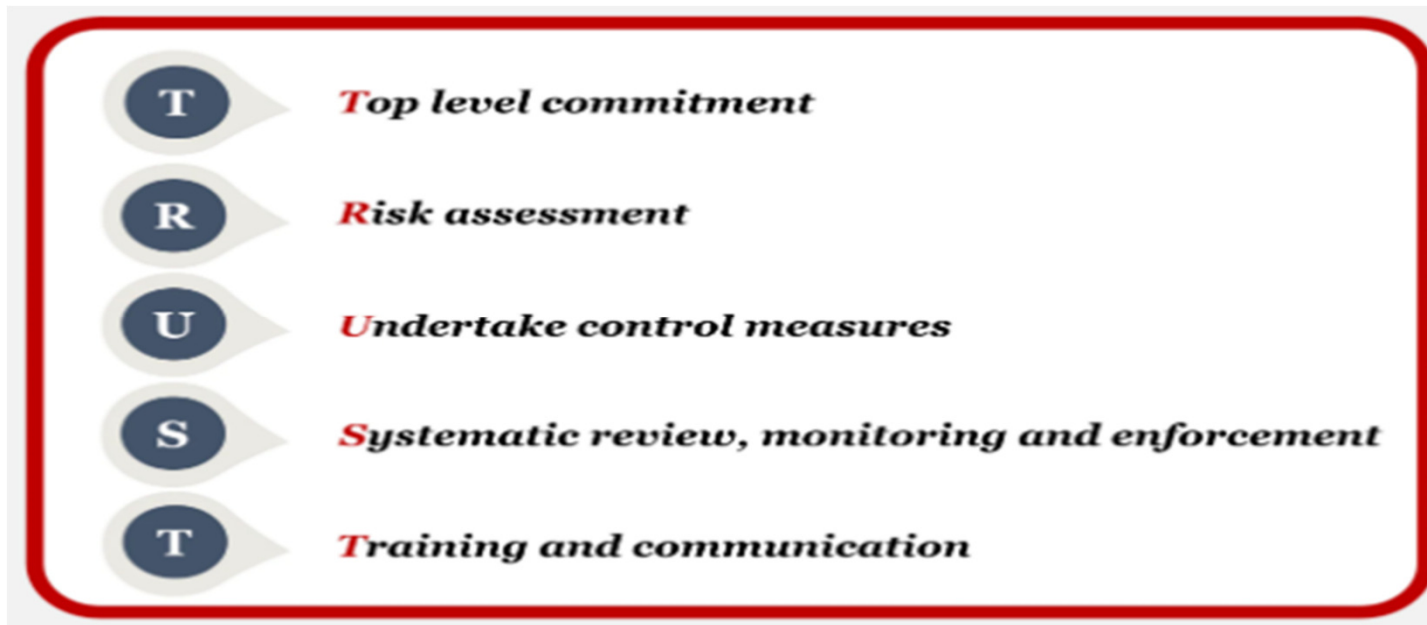 T Top level commitment
R Risk assessment
U Undertake control measures
S Systematic review, monitoring and enforcement
T Training and communication